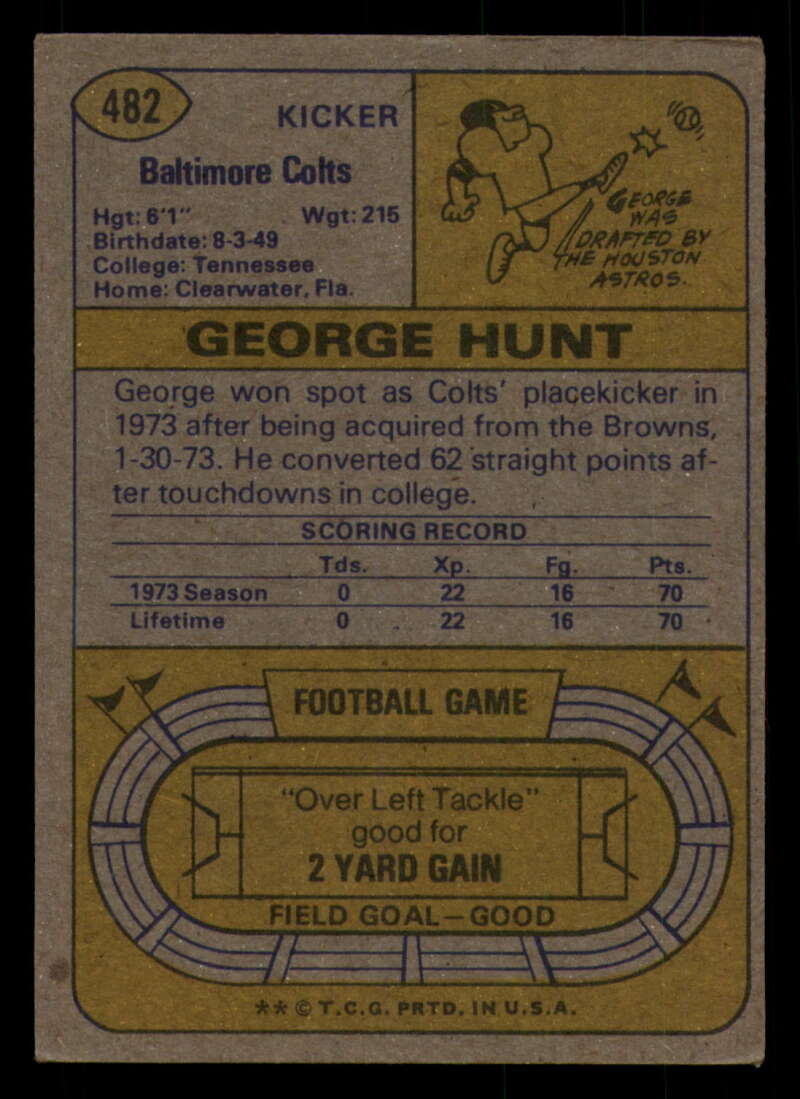 482
KICKER
Baltimore Colts
Hgt: 6'1" Wgt: 215
Birthdate: 8-3-49
College: Tennessee
Home: Clearwater, Fla.
GEORGE
WAS
DRAFTED BY
THE HOUSTON
ASTROS.
GEORGE HUNT
George won spot as Colts' placekicker in
1973 after being acquired from the Browns,
1-30-73. He converted 62 straight points af-
ter touchdowns in college.
SCORING RECORD
Tds. Xp. Fg. Pts.
1973 Season 0 22 16 70
Lifetime 0 22 16 70
FOOTBALL GAME
"Over Left Tackle"
good for
2 YARD GAIN
FIELD GOAL—GOOD
** © T.C.G. PRTD. IN U.S.A.